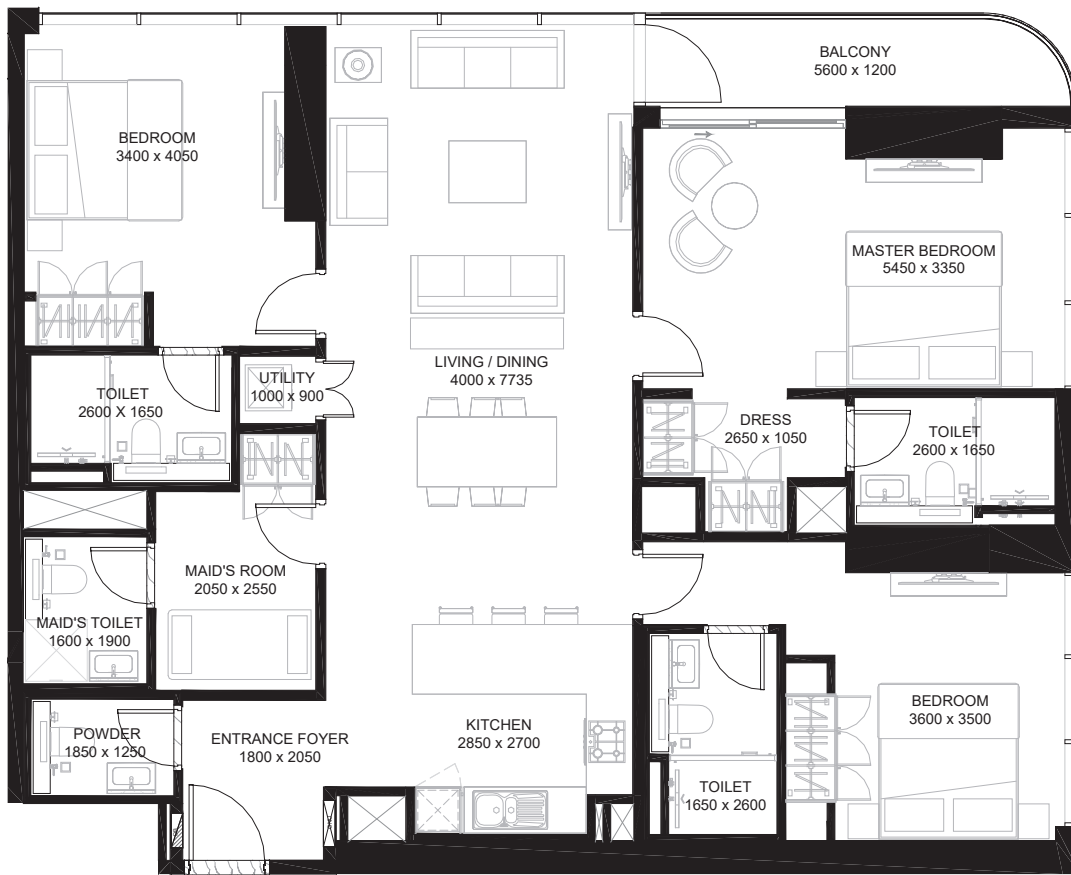 BALCONY
5600 x 1200
BEDROOM
3400 x 4050
MASTER BEDROOM
5450 x 3350
LIVING / DINING
4000 x 7735
UTILITY
1000 x 900
TOILET
2600 X 1650
DRESS
2650 x 1050
TOILET
2600 x 1650
MAID'S ROOM
2050 x 2550
MAID'S TOILET
1600 x 1900
BEDROOM
3600 x 3500
POWDER
1850 x 1250
ENTRANCE FOYER
1800 x 2050
KITCHEN
2850 x 2700
TOILET
1650 x 2600